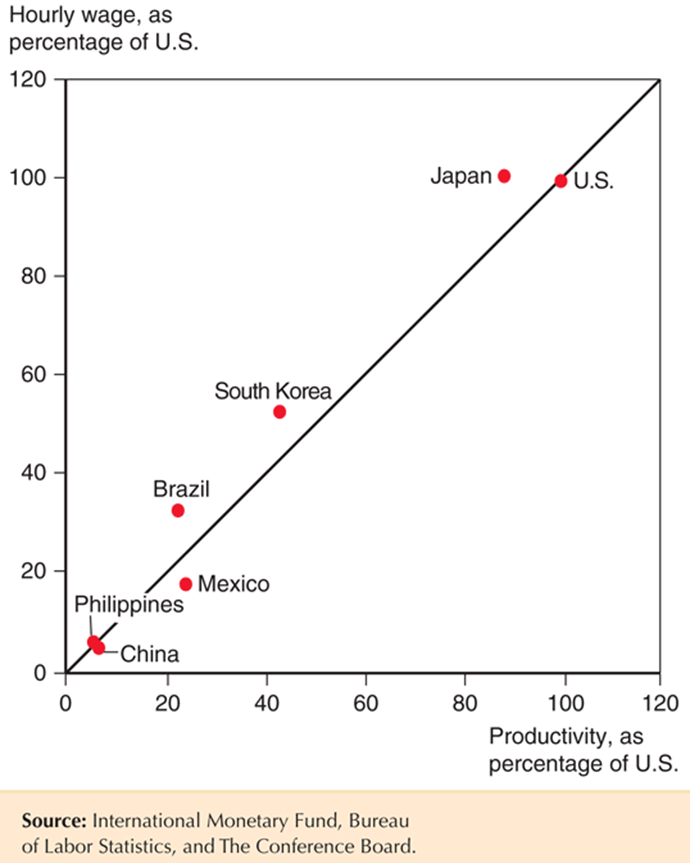 Hourly wage, as
percentage of U.S.
120
100
80
60
40
20
0
Japan
U.S.
South Korea
Brazil
Mexico
Philippines
China
0 20 40 60 80 100 120
Productivity, as
percentage of U.S.
Source: International Monetary Fund, Bureau
of Labor Statistics, and The Conference Board.